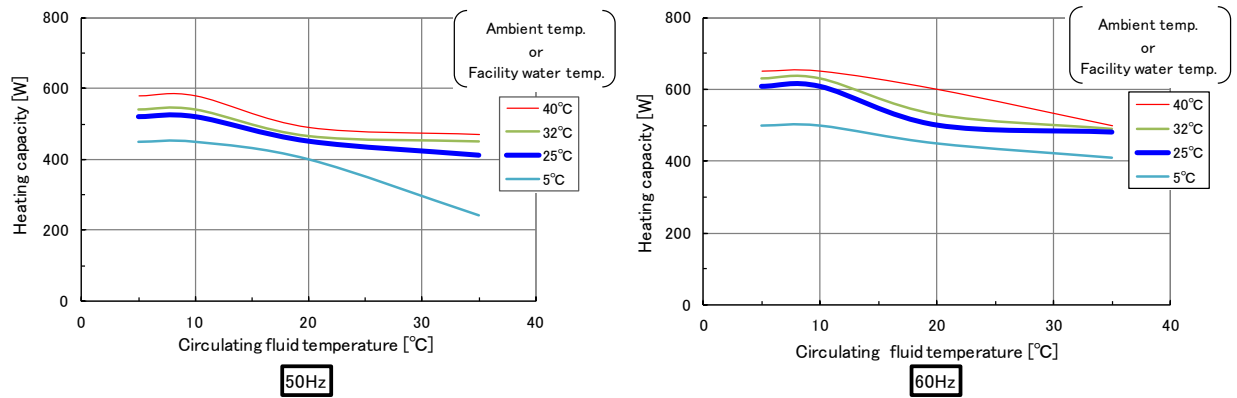 800
600
400
200
0
0
10
20
30
40
Heating capacity [W]
Circulating fluid temperature [℃]
Ambient temp.
or
Facility water temp.
40℃
32℃
25℃
5℃
50Hz
800
600
400
200
0
0
10
20
30
40
Heating capacity [W]
Circulating fluid temperature [℃]
Ambient temp.
or
Facility water temp.
40℃
32℃
25℃
5℃
60Hz